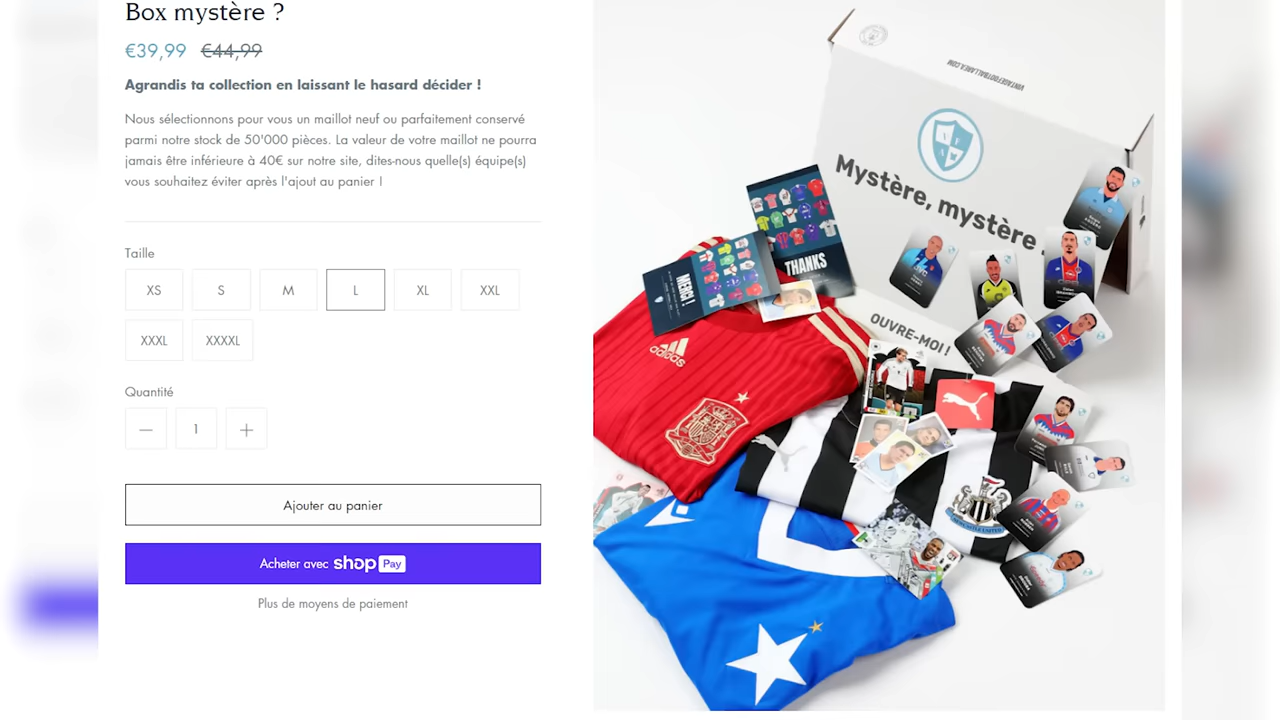 Box mystère ?
€39,99 €44,99
Agrandis ta collection en laissant le hasard décider !
Nous sélectionnons pour vous un maillot neuf ou parfaitement conservé
parmi notre stock de 50'000 pièces. La valeur de votre maillot ne pourra
jamais être inférieure à 40€ sur notre site, dites-nous quelle(s) équipe(s)
vous souhaitez éviter après l'ajout au panier !
Taille
XS
S
M
L
XL
XXL
XXXL
XXXXL
Quantité
— 1 +
Ajouter au panier
Acheter avec shop Pay
Plus de moyens de paiement
VINTAGEFOOTBALLAREA.COM
Mystère, mystère
OUVRE-MOI !
THANKS
MERCI !
adidas
NEWCASTLE UNITED